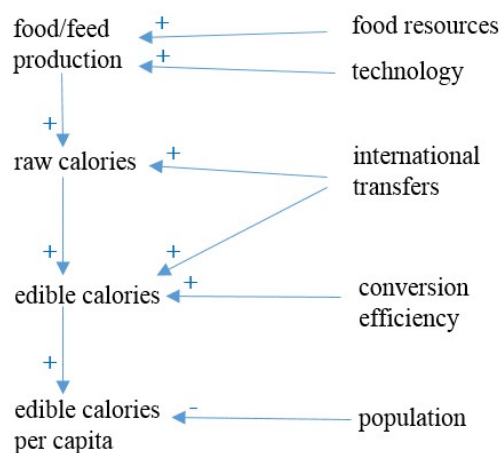 food/feed
production
+
food resources
+
technology
+
raw calories
+
international
transfers
+
+
edible calories
+
conversion
efficiency
+
edible calories
per capita
-
population